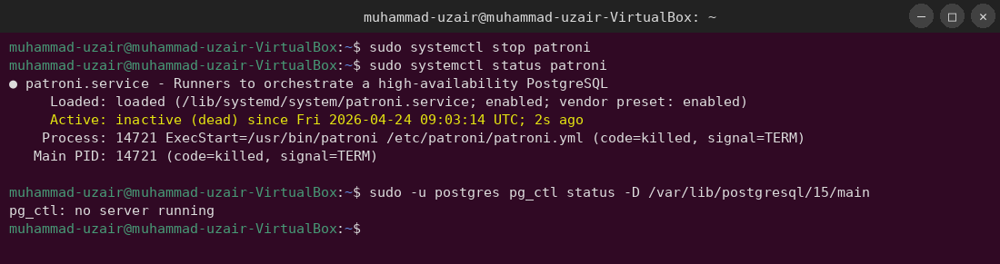 muhammad-uzair@muhammad-uzair-VirtualBox: ~
muhammad-uzair@muhammad-uzair-VirtualBox:~$ sudo systemctl stop patroni
muhammad-uzair@muhammad-uzair-VirtualBox:~$ sudo systemctl status patroni
● patroni.service - Runners to orchestrate a high-availability PostgreSQL
     Loaded: loaded (/lib/systemd/system/patroni.service; enabled; vendor preset: enabled)
     Active: inactive (dead) since Fri 2026-04-24 09:03:14 UTC; 2s ago
    Process: 14721 ExecStart=/usr/bin/patroni /etc/patroni/patroni.yml (code=killed, signal=TERM)
   Main PID: 14721 (code=killed, signal=TERM)

muhammad-uzair@muhammad-uzair-VirtualBox:~$ sudo -u postgres pg_ctl status -D /var/lib/postgresql/15/main
pg_ctl: no server running
muhammad-uzair@muhammad-uzair-VirtualBox:~$